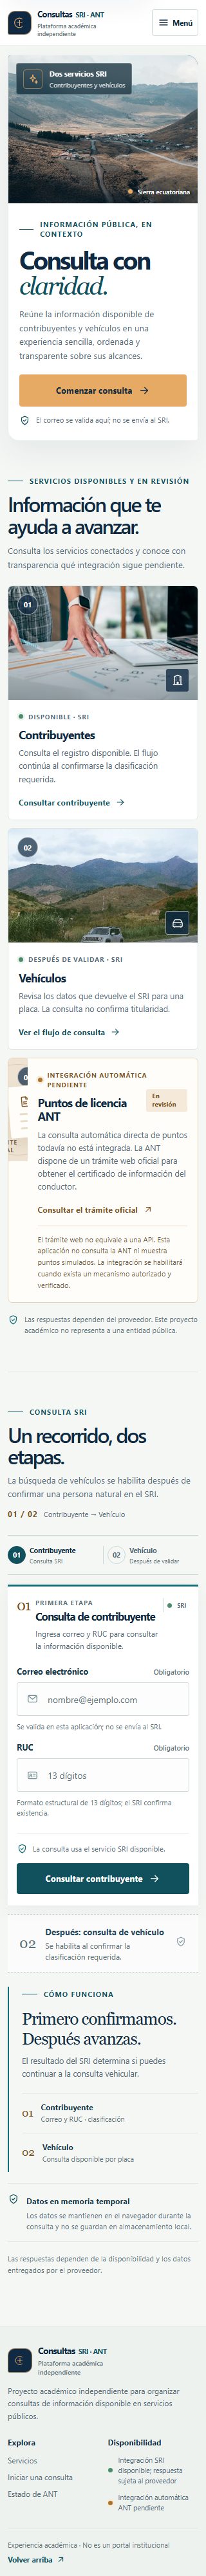 Consultas SRI · ANT
Plataforma académica
independiente
Menú
Dos servicios SRI
Contribuyentes y vehículos
Sierra ecuatoriana
INFORMACIÓN PÚBLICA, EN
CONTEXTO
Consulta con
claridad.
Reúne la información disponible de
contribuyentes y vehículos en una
experiencia sencilla, ordenada y
transparente sobre sus alcances.
Comenzar consulta
El correo se valida aquí; no se envía al SRI.
SERVICIOS DISPONIBLES Y EN REVISIÓN
Información que te
ayuda a avanzar.
Consulta los servicios conectados y conoce con
transparencia qué integración sigue pendiente.
01
DISPONIBLE · SRI
Contribuyentes
Consulta el registro disponible. El flujo
continúa al confirmarse la clasificación
requerida.
Consultar contribuyente
02
DESPUÉS DE VALIDAR · SRI
Vehículos
Revisa los datos que devuelve el SRI para una
placa. La consulta no confirma titularidad.
Ver el flujo de consulta
INTEGRACIÓN AUTOMÁTICA
PENDIENTE
Puntos de licencia
ANT
En
revisión
La consulta automática directa de puntos
todavía no está integrada. La ANT
dispone de un trámite web oficial para
obtener el certificado de información del
conductor.
Consultar el trámite oficial
El trámite web no equivale a una API. Esta
aplicación no consulta la ANT ni muestra
puntos simulados. La integración se habilitará
cuando exista un mecanismo autorizado y
verificado.
Las respuestas dependen del proveedor. Este proyecto
académico no representa a una entidad pública.
CONSULTA SRI
Un recorrido, dos
etapas.
La búsqueda de vehículos se habilita después de
confirmar una persona natural en el SRI.
01 / 02 Contribuyente → Vehículo
01
Contribuyente
Consulta SRI
02
Vehículo
Después de validar
01
PRIMERA ETAPA
Consulta de contribuyente
SRI
Ingresa correo y RUC para consultar
la información disponible.
Correo electrónico
Obligatorio
nombre@ejemplo.com
Se valida en esta aplicación; no se envía al SRI.
RUC
Obligatorio
13 dígitos
Formato estructural de 13 dígitos; el SRI confirma
existencia.
La consulta usa el servicio SRI disponible.
Consultar contribuyente
02
Después: consulta de vehículo
Se habilita al confirmar la
clasificación requerida.
CÓMO FUNCIONA
Primero confirmamos.
Después avanzas.
El resultado del SRI determina si puedes
continuar a la consulta vehicular.
01
Contribuyente
Correo y RUC · clasificación
02
Vehículo
Consulta disponible por placa
Datos en memoria temporal
Los datos se mantienen en el navegador durante la
consulta y no se guardan en almacenamiento local.
Las respuestas dependen de la disponibilidad y los datos
entregados por el proveedor.
Consultas SRI · ANT
Plataforma académica
independiente
Proyecto académico independiente para organizar
consultas de información disponible en servicios
públicos.
Explora
Servicios
Iniciar una consulta
Estado de ANT
Disponibilidad
Integración SRI
disponible; respuesta
sujeta al proveedor
Integración automática
ANT pendiente
Experiencia académica · No es un portal institucional
Volver arriba